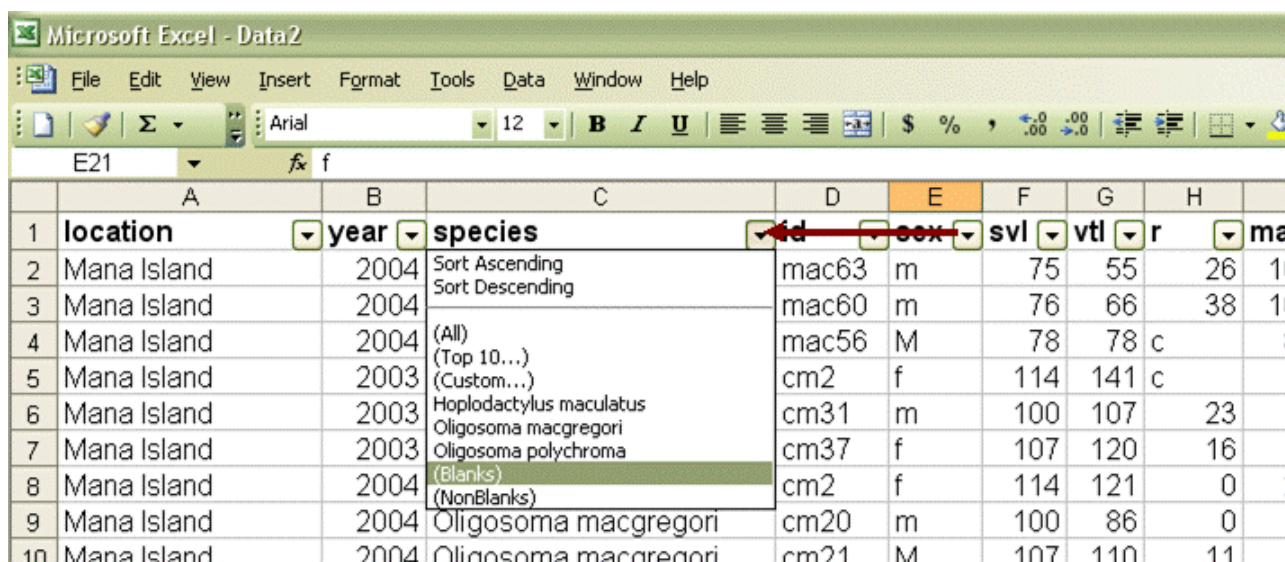 Microsoft Excel - Data2
File Edit View Insert Format Tools Data Window Help
Σ Arial 12 B I U $ % , .00 .00
E21 fx f
A B C D E F G H
1 location year species id sex svl vtl r ma
2 Mana Island 2004 Sort Ascending mac63 m 75 55 26 1
Sort Descending
3 Mana Island 2004 mac60 m 76 66 38 1
4 Mana Island 2004 (All) mac56 M 78 78 c
(Top 10...)
5 Mana Island 2003 (Custom...) cm2 f 114 141 c
6 Mana Island 2003 Hoplodactylus maculatus cm31 m 100 107 23
Oligosoma macgregori
7 Mana Island 2003 Oligosoma polychroma cm37 f 107 120 16
(Blanks)
8 Mana Island 2004 (NonBlanks) cm2 f 114 121 0
9 Mana Island 2004 Oligosoma macgregori cm20 m 100 86 0
10 Mana Island 2004 Oligosoma macgregori cm21 M 107 110 11